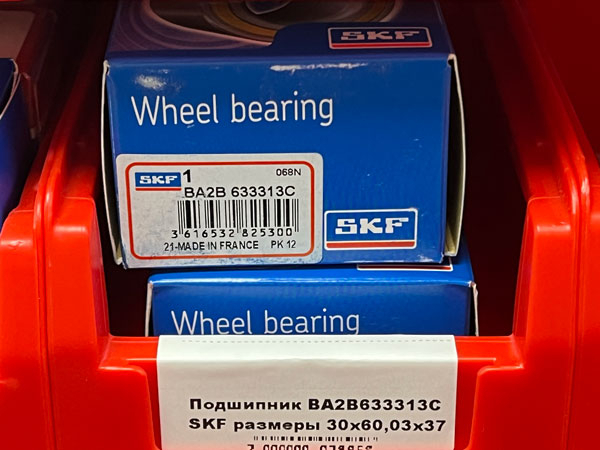 SKF
Wheel bearing
SKF 1 068N
BA2B 633313C
3 616532 825300
21-MADE IN FRANCE PK 12
SKF
Wheel bearing
Подшипник BA2B633313C
SKF размеры 30x60,03x37